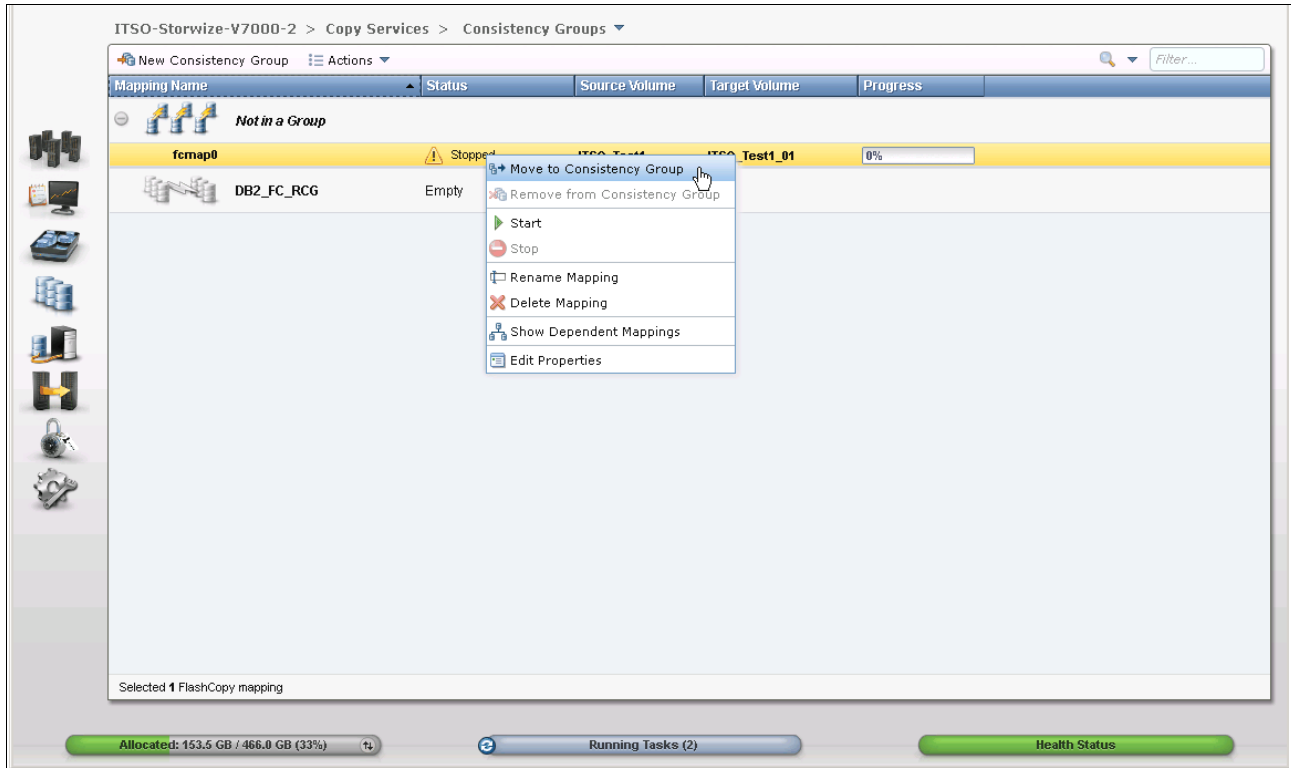 ITSO-Storwize-V7000-2 > Copy Services > Consistency Groups
New Consistency Group Actions Filter...
Mapping Name Status Source Volume Target Volume Progress
Not in a Group
fcmap0 Stopped ITSO_Test1 ITSO_Test1_01 0%
Move to Consistency Group
DB2_FC_RCG Empty
Remove from Consistency Group
Start
Stop
Rename Mapping
Delete Mapping
Show Dependent Mappings
Edit Properties
Selected 1 FlashCopy mapping
Allocated: 153.5 GB / 466.0 GB (33%) Running Tasks (2) Health Status